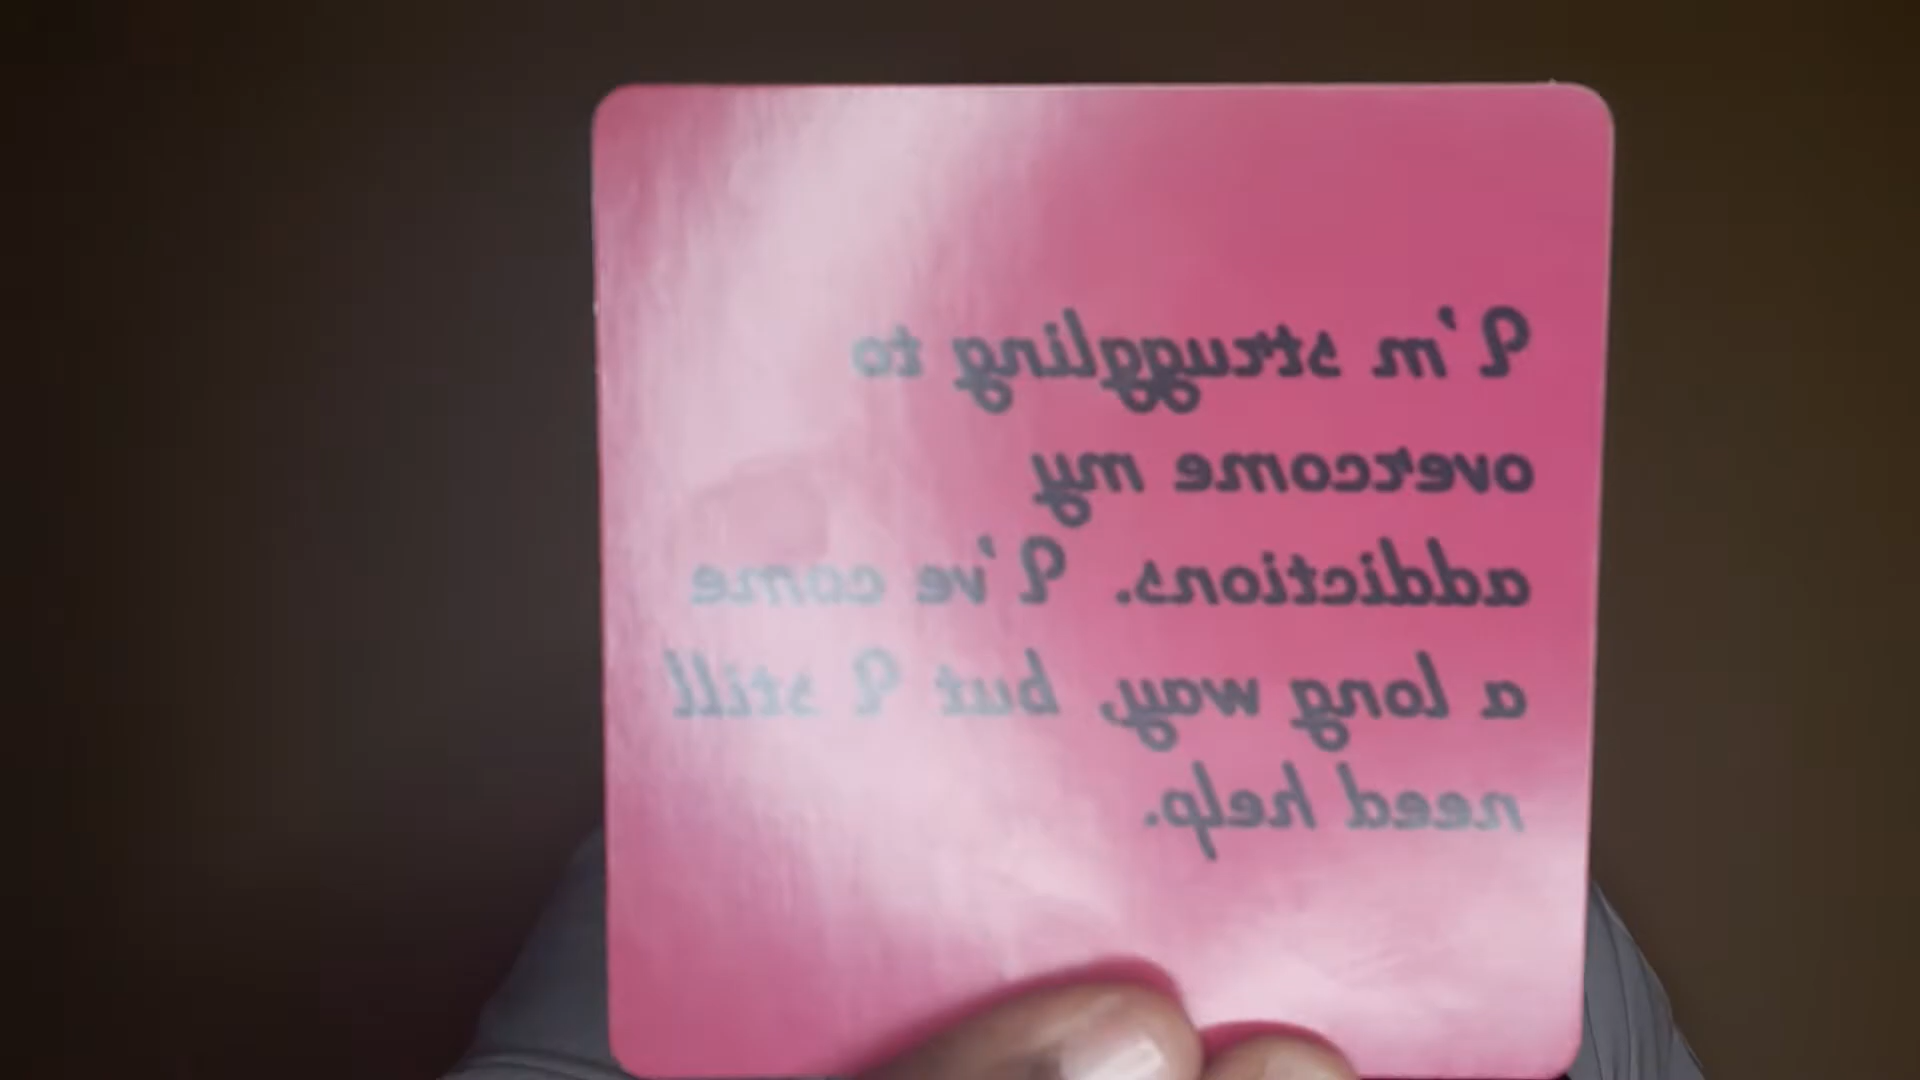 I'm struggling to
overcome my
addictions. I've come
a long way, but I still
need help.